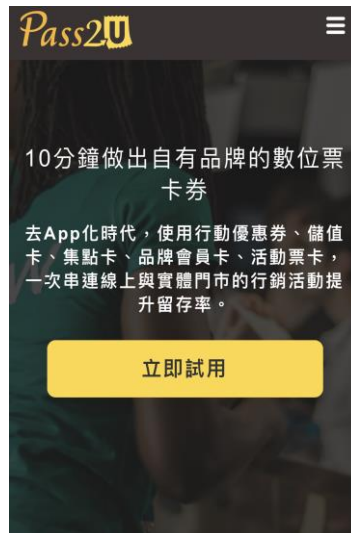 Pass2U
10分鐘做出自有品牌的數位票
卡券
去App化時代，使用行動優惠券、儲值
卡、集點卡、品牌會員卡、活動票卡，
一次串連線上與實體門市的行銷活動提
升留存率。
立即試用